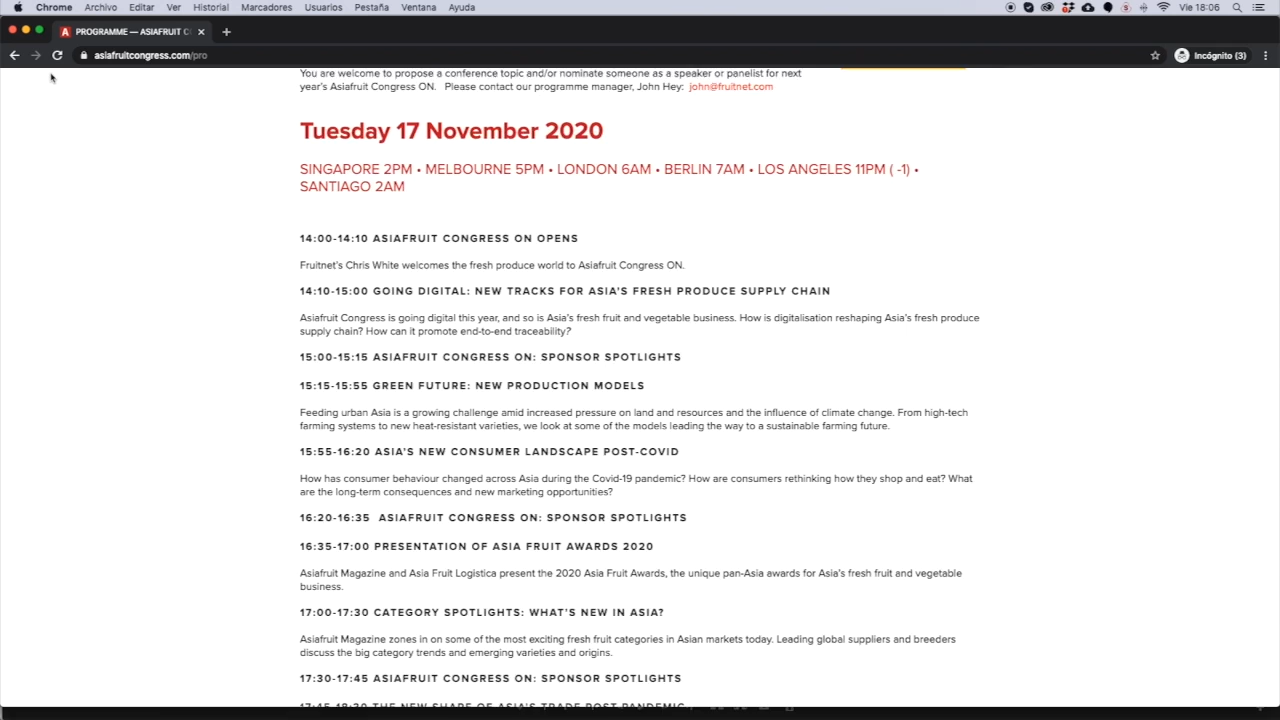 Chrome Archivo Editar Ver Historial Marcadores Usuarios Pestaña Ventana Ayuda Vie 18:06
PROGRAMME — ASIAFRUIT C
asiafruitcongress.com/pro Incógnito (3)
You are welcome to propose a conference topic and/or nominate someone as a speaker or panelist for next
year's Asiafruit Congress ON. Please contact our programme manager, John Hey: john@fruitnet.com
Tuesday 17 November 2020
SINGAPORE 2PM • MELBOURNE 5PM • LONDON 6AM • BERLIN 7AM • LOS ANGELES 11PM ( -1) •
SANTIAGO 2AM
14:00-14:10 ASIAFRUIT CONGRESS ON OPENS
Fruitnet's Chris White welcomes the fresh produce world to Asiafruit Congress ON.
14:10-15:00 GOING DIGITAL: NEW TRACKS FOR ASIA'S FRESH PRODUCE SUPPLY CHAIN
Asiafruit Congress is going digital this year, and so is Asia's fresh fruit and vegetable business. How is digitalisation reshaping Asia's fresh produce
supply chain? How can it promote end-to-end traceability?
15:00-15:15 ASIAFRUIT CONGRESS ON: SPONSOR SPOTLIGHTS
15:15-15:55 GREEN FUTURE: NEW PRODUCTION MODELS
Feeding urban Asia is a growing challenge amid increased pressure on land and resources and the influence of climate change. From high-tech
farming systems to new heat-resistant varieties, we look at some of the models leading the way to a sustainable farming future.
15:55-16:20 ASIA'S NEW CONSUMER LANDSCAPE POST-COVID
How has consumer behaviour changed across Asia during the Covid-19 pandemic? How are consumers rethinking how they shop and eat? What
are the long-term consequences and new marketing opportunities?
16:20-16:35 ASIAFRUIT CONGRESS ON: SPONSOR SPOTLIGHTS
16:35-17:00 PRESENTATION OF ASIA FRUIT AWARDS 2020
Asiafruit Magazine and Asia Fruit Logistica present the 2020 Asia Fruit Awards, the unique pan-Asia awards for Asia's fresh fruit and vegetable
business.
17:00-17:30 CATEGORY SPOTLIGHTS: WHAT'S NEW IN ASIA?
Asiafruit Magazine zones in on some of the most exciting fresh fruit categories in Asian markets today. Leading global suppliers and breeders
discuss the big category trends and emerging varieties and origins.
17:30-17:45 ASIAFRUIT CONGRESS ON: SPONSOR SPOTLIGHTS
17:45-18:30 THE NEW SHAPE OF ASIA'S TRADE POST-PANDEMIC